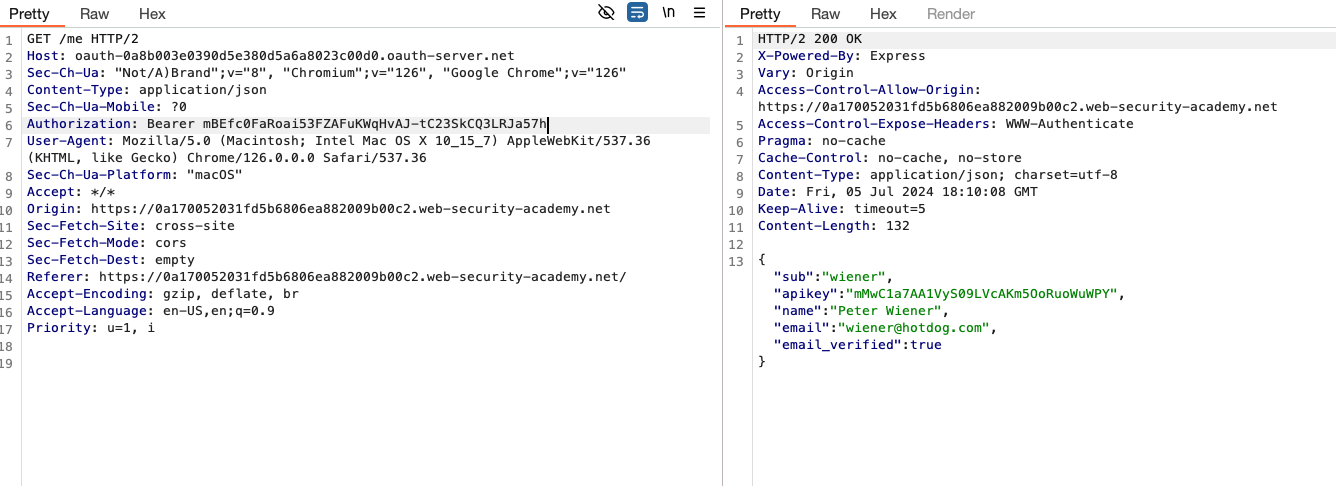 Pretty Raw Hex \n
1 GET /me HTTP/2
2 Host: oauth-0a8b003e0390d5e380d5a6a8023c00d0.oauth-server.net
3 Sec-Ch-Ua: "Not/A)Brand";v="8", "Chromium";v="126", "Google Chrome";v="126"
4 Content-Type: application/json
5 Sec-Ch-Ua-Mobile: ?0
6 Authorization: Bearer mBEfc0FaRoai53FZAFuKWqHvAJ-tC23SkCQ3LRJa57h
7 User-Agent: Mozilla/5.0 (Macintosh; Intel Mac OS X 10_15_7) AppleWebKit/537.36
(KHTML, like Gecko) Chrome/126.0.0.0 Safari/537.36
8 Sec-Ch-Ua-Platform: "macOS"
9 Accept: */*
10 Origin: https://0a170052031fd5b6806ea882009b00c2.web-security-academy.net
11 Sec-Fetch-Site: cross-site
12 Sec-Fetch-Mode: cors
13 Sec-Fetch-Dest: empty
14 Referer: https://0a170052031fd5b6806ea882009b00c2.web-security-academy.net/
15 Accept-Encoding: gzip, deflate, br
16 Accept-Language: en-US,en;q=0.9
17 Priority: u=1, i
18
19
Pretty Raw Hex Render
1 HTTP/2 200 OK
2 X-Powered-By: Express
3 Vary: Origin
4 Access-Control-Allow-Origin:
https://0a170052031fd5b6806ea882009b00c2.web-security-academy.net
5 Access-Control-Expose-Headers: WWW-Authenticate
6 Pragma: no-cache
7 Cache-Control: no-cache, no-store
8 Content-Type: application/json; charset=utf-8
9 Date: Fri, 05 Jul 2024 18:10:08 GMT
10 Keep-Alive: timeout=5
11 Content-Length: 132
12
13 {
"sub":"wiener",
"apikey":"mMwC1a7AA1VyS09LVcAKm5OoRuoWuWPY",
"name":"Peter Wiener",
"email":"wiener@hotdog.com",
"email_verified":true
}